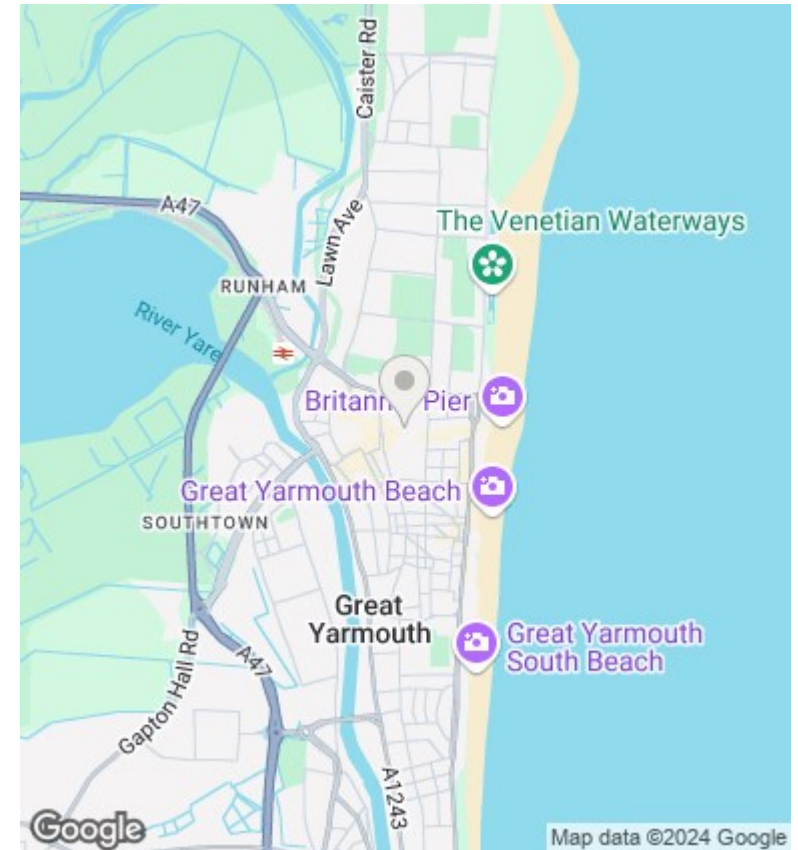 Caister Rd
A47
Lawn Ave
The Venetian Waterways
RUNHAM
River Yare
Pier
Great Yarmouth Beach
SOUTHTOWN
Great
Yarmouth
Great Yarmouth
South Beach
A47
Gapton Hall Rd
A1243
Google
Map data ©2024 Google